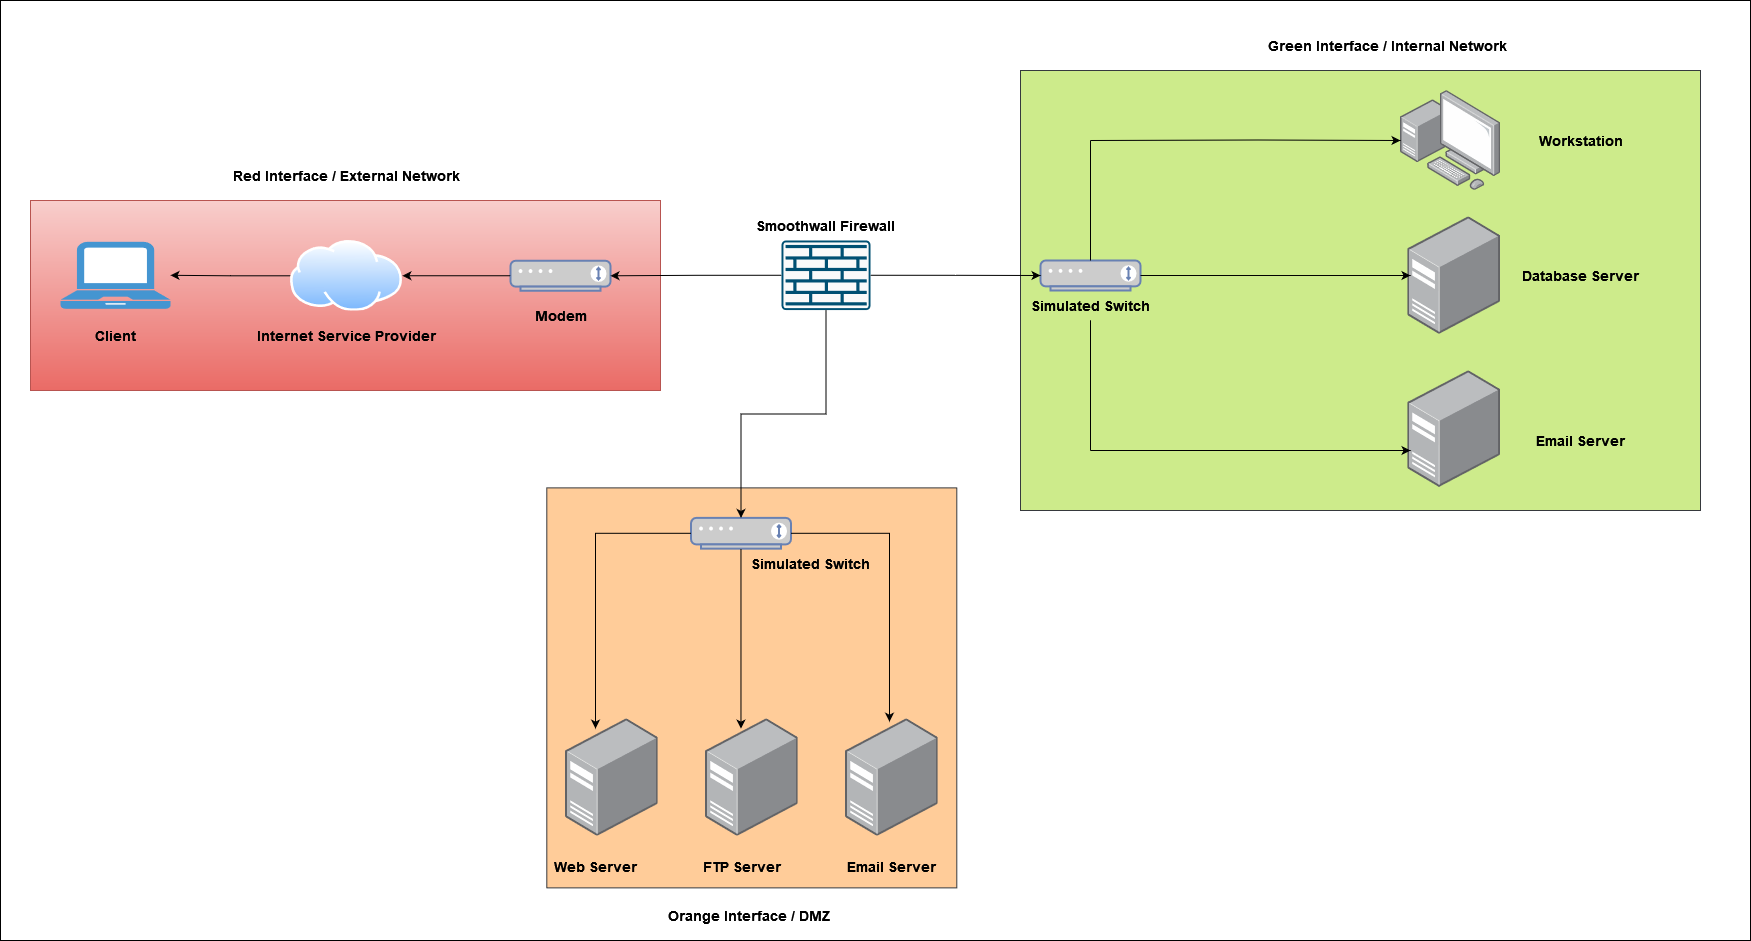 Green Interface / Internal Network
Workstation
Red Interface / External Network
Smoothwall Firewall
Database Server
Simulated Switch
Modem
Client
Internet Service Provider
Email Server
Simulated Switch
Web Server
FTP Server
Email Server
Orange Interface / DMZ